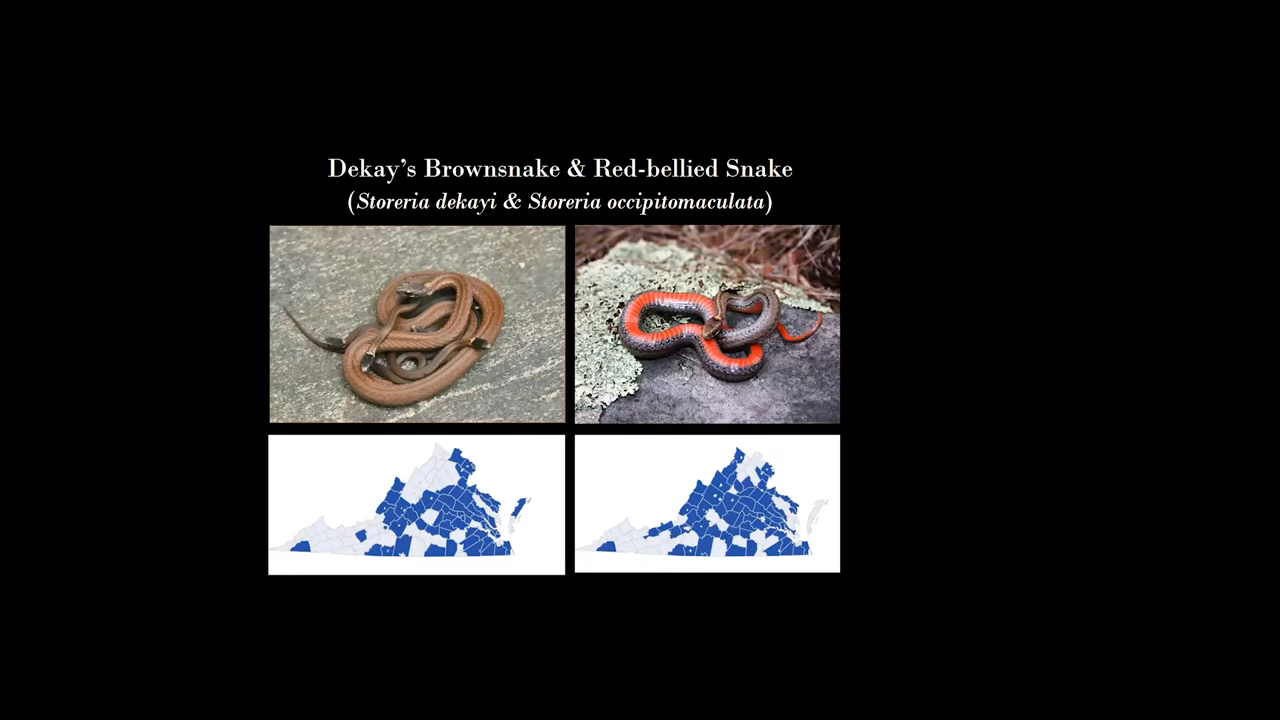 Dekay’s Brownsnake & Red-bellied Snake
(Storeria dekayi & Storeria occipitomaculata)